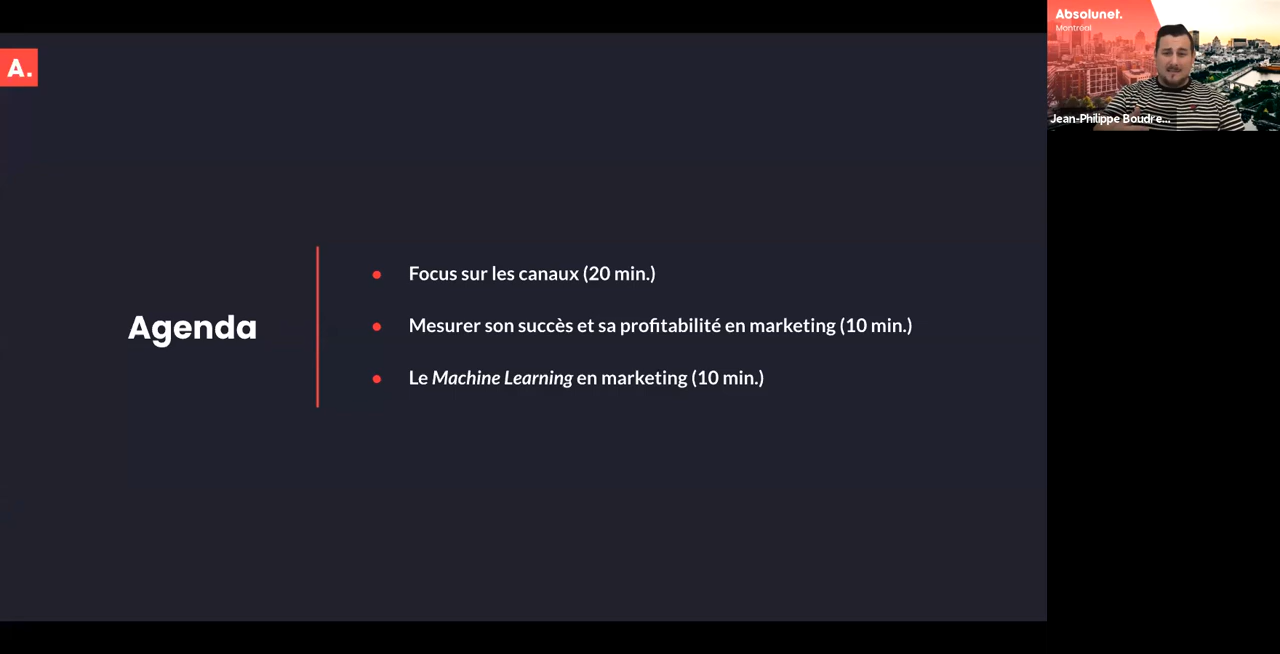 A.
Agenda
Focus sur les canaux (20 min.)
Mesurer son succès et sa profitabilité en marketing (10 min.)
Le Machine Learning en marketing (10 min.)
Absolunet.
Montréal
Jean-Philippe Boudre...